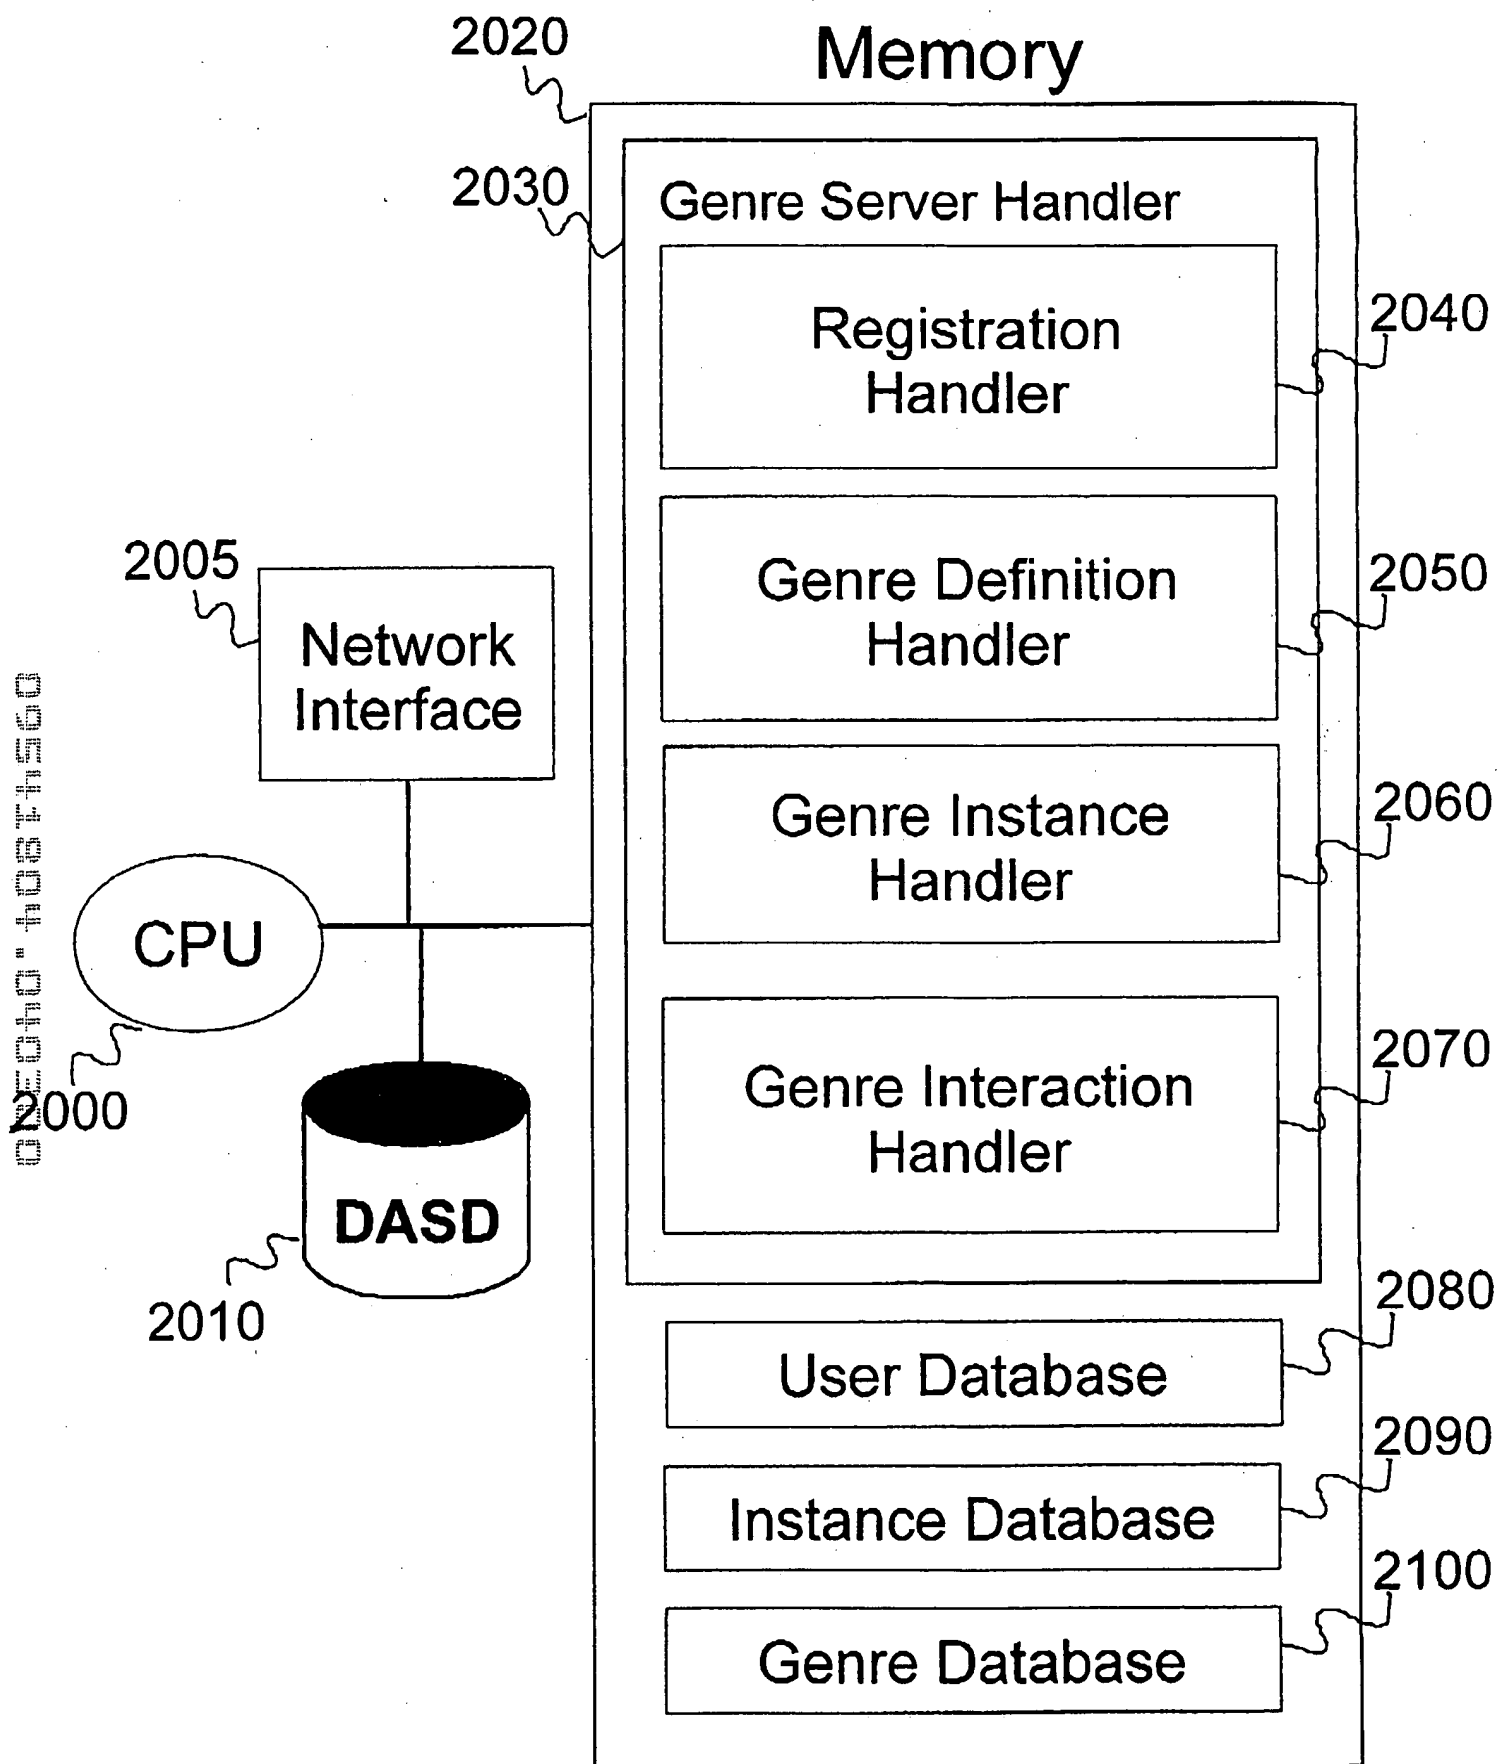 2020
Memory
2030
Genre Server Handler
Registration
Handler
2040
Genre Definition
Handler
2050
2005
Network
Interface
Genre Instance
Handler
2060
CPU
2000
Genre Interaction
Handler
2070
DASD
2010
User Database
2080
Instance Database
2090
Genre Database
2100